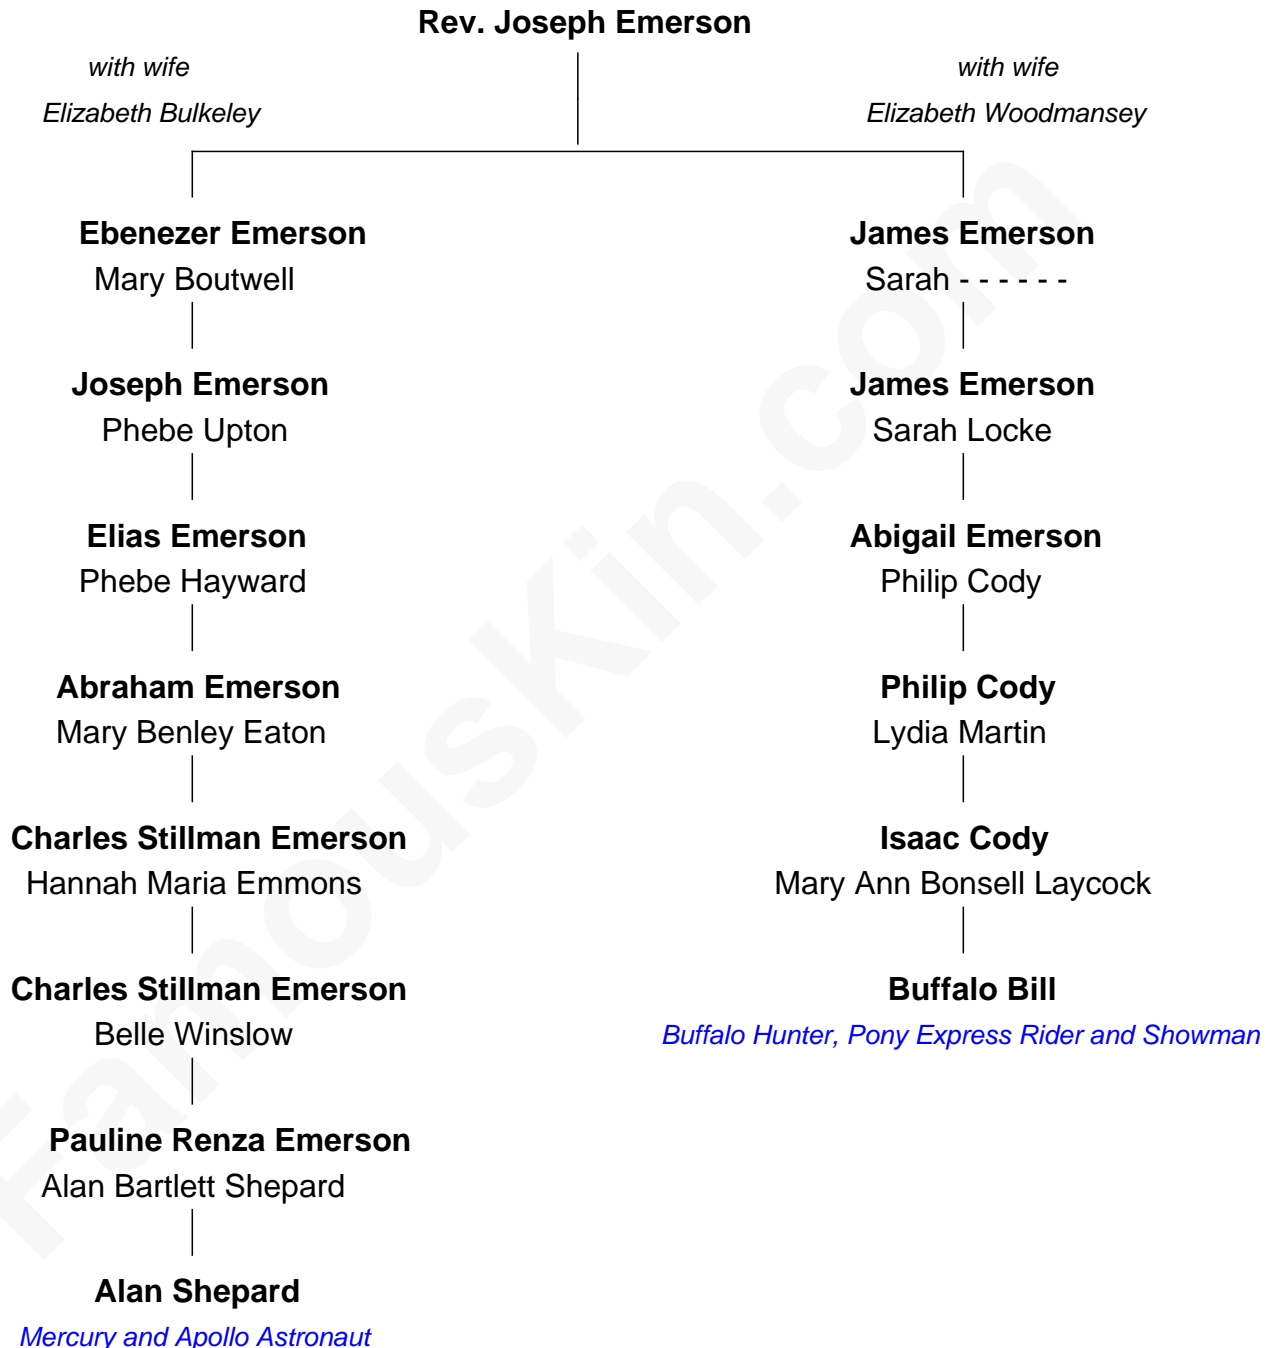 Rev. Joseph Emerson
with wife
Elizabeth Bulkeley
with wife
Elizabeth Woodmansey
Ebenezer Emerson
Mary Boutwell
Joseph Emerson
Phebe Upton
Elias Emerson
Phebe Hayward
Abraham Emerson
Mary Benley Eaton
Charles Stillman Emerson
Hannah Maria Emmons
Charles Stillman Emerson
Belle Winslow
Pauline Renza Emerson
Alan Bartlett Shepard
Alan Shepard
Mercury and Apollo Astronaut
James Emerson
Sarah - - - - - -
James Emerson
Sarah Locke
Abigail Emerson
Philip Cody
Philip Cody
Lydia Martin
Isaac Cody
Mary Ann Bonsell Laycock
Buffalo Bill
Buffalo Hunter, Pony Express Rider and Showman
FamousKin.com